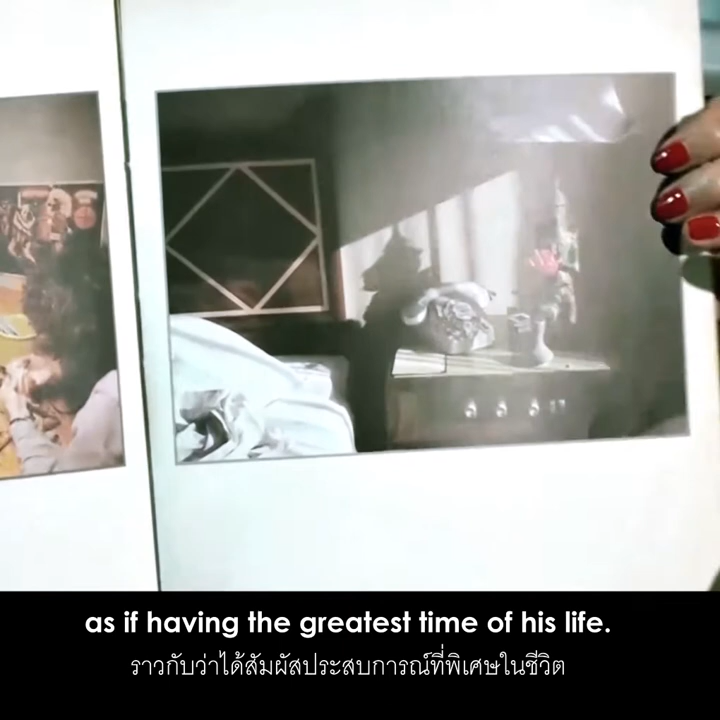 as if having the greatest time of his life.
ราวกับว่าได้สัมผัสประสบการณ์ที่พิเศษในชีวิต